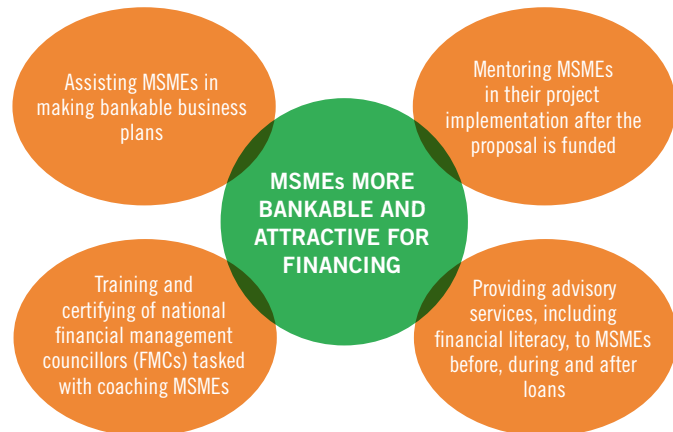 Assisting MSMEs in
making bankable business
plans
Mentoring MSMEs
in their project
implementation after the
proposal is funded
MSMEs MORE
BANKABLE AND
ATTRACTIVE FOR
FINANCING
Training and
certifying of national
financial management
councillors (FMCs) tasked
with coaching MSMEs
Providing advisory
services, including
financial literacy, to MSMEs
before, during and after
loans